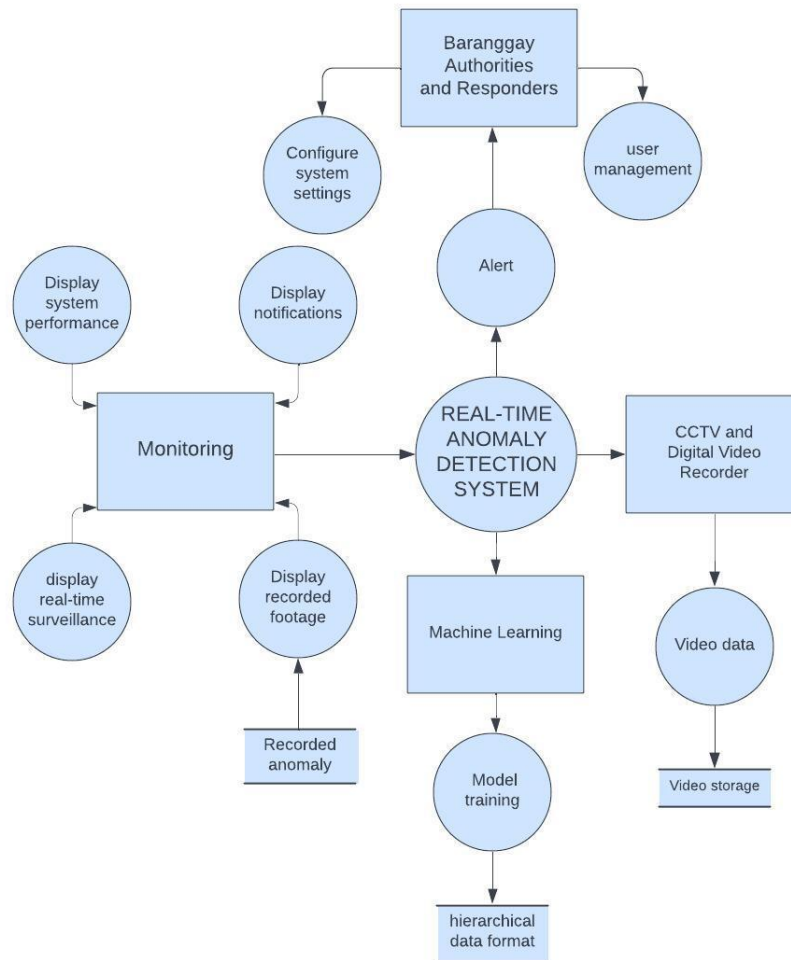 Baranggay
Authorities
and Responders
Configure
system
settings
user
management
Alert
Display
system
performance
Display
notifications
Monitoring
REAL-TIME
ANOMALY
DETECTION
SYSTEM
CCTV and
Digital Video
Recorder
display
real-time
surveillance
Display
recorded
footage
Machine Learning
Video data
Recorded
anomaly
Model
training
Video storage
hierarchical
data format